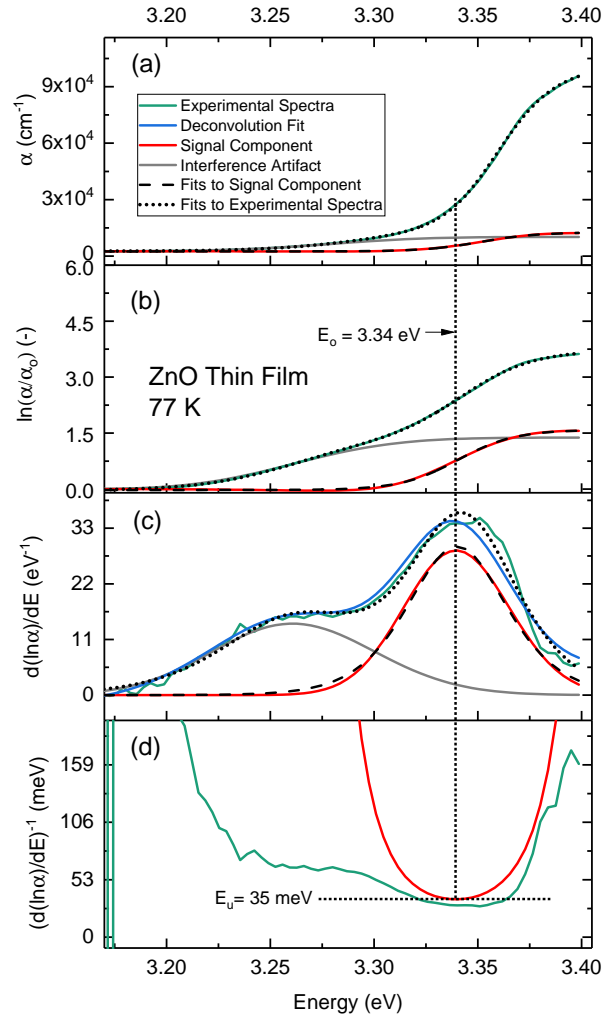 3.20 3.25 3.30 3.35 3.40
(a)
α (cm⁻¹)
9x10⁴
6x10⁴
3x10⁴
0
Experimental Spectra
Deconvolution Fit
Signal Component
Interference Artifact
Fits to Signal Component
Fits to Experimental Spectra
(b)
ln(α/αₒ) (-)
6.0
4.5
3.0
1.5
0.0
Eₒ = 3.34 eV
ZnO Thin Film
77 K
(c)
d(lnα)/dE (eV⁻¹)
33
22
11
0
(d)
(d(lnα)/dE)⁻¹ (meV)
159
106
53
0
Eᵤ= 35 meV
3.20 3.25 3.30 3.35 3.40
Energy (eV)